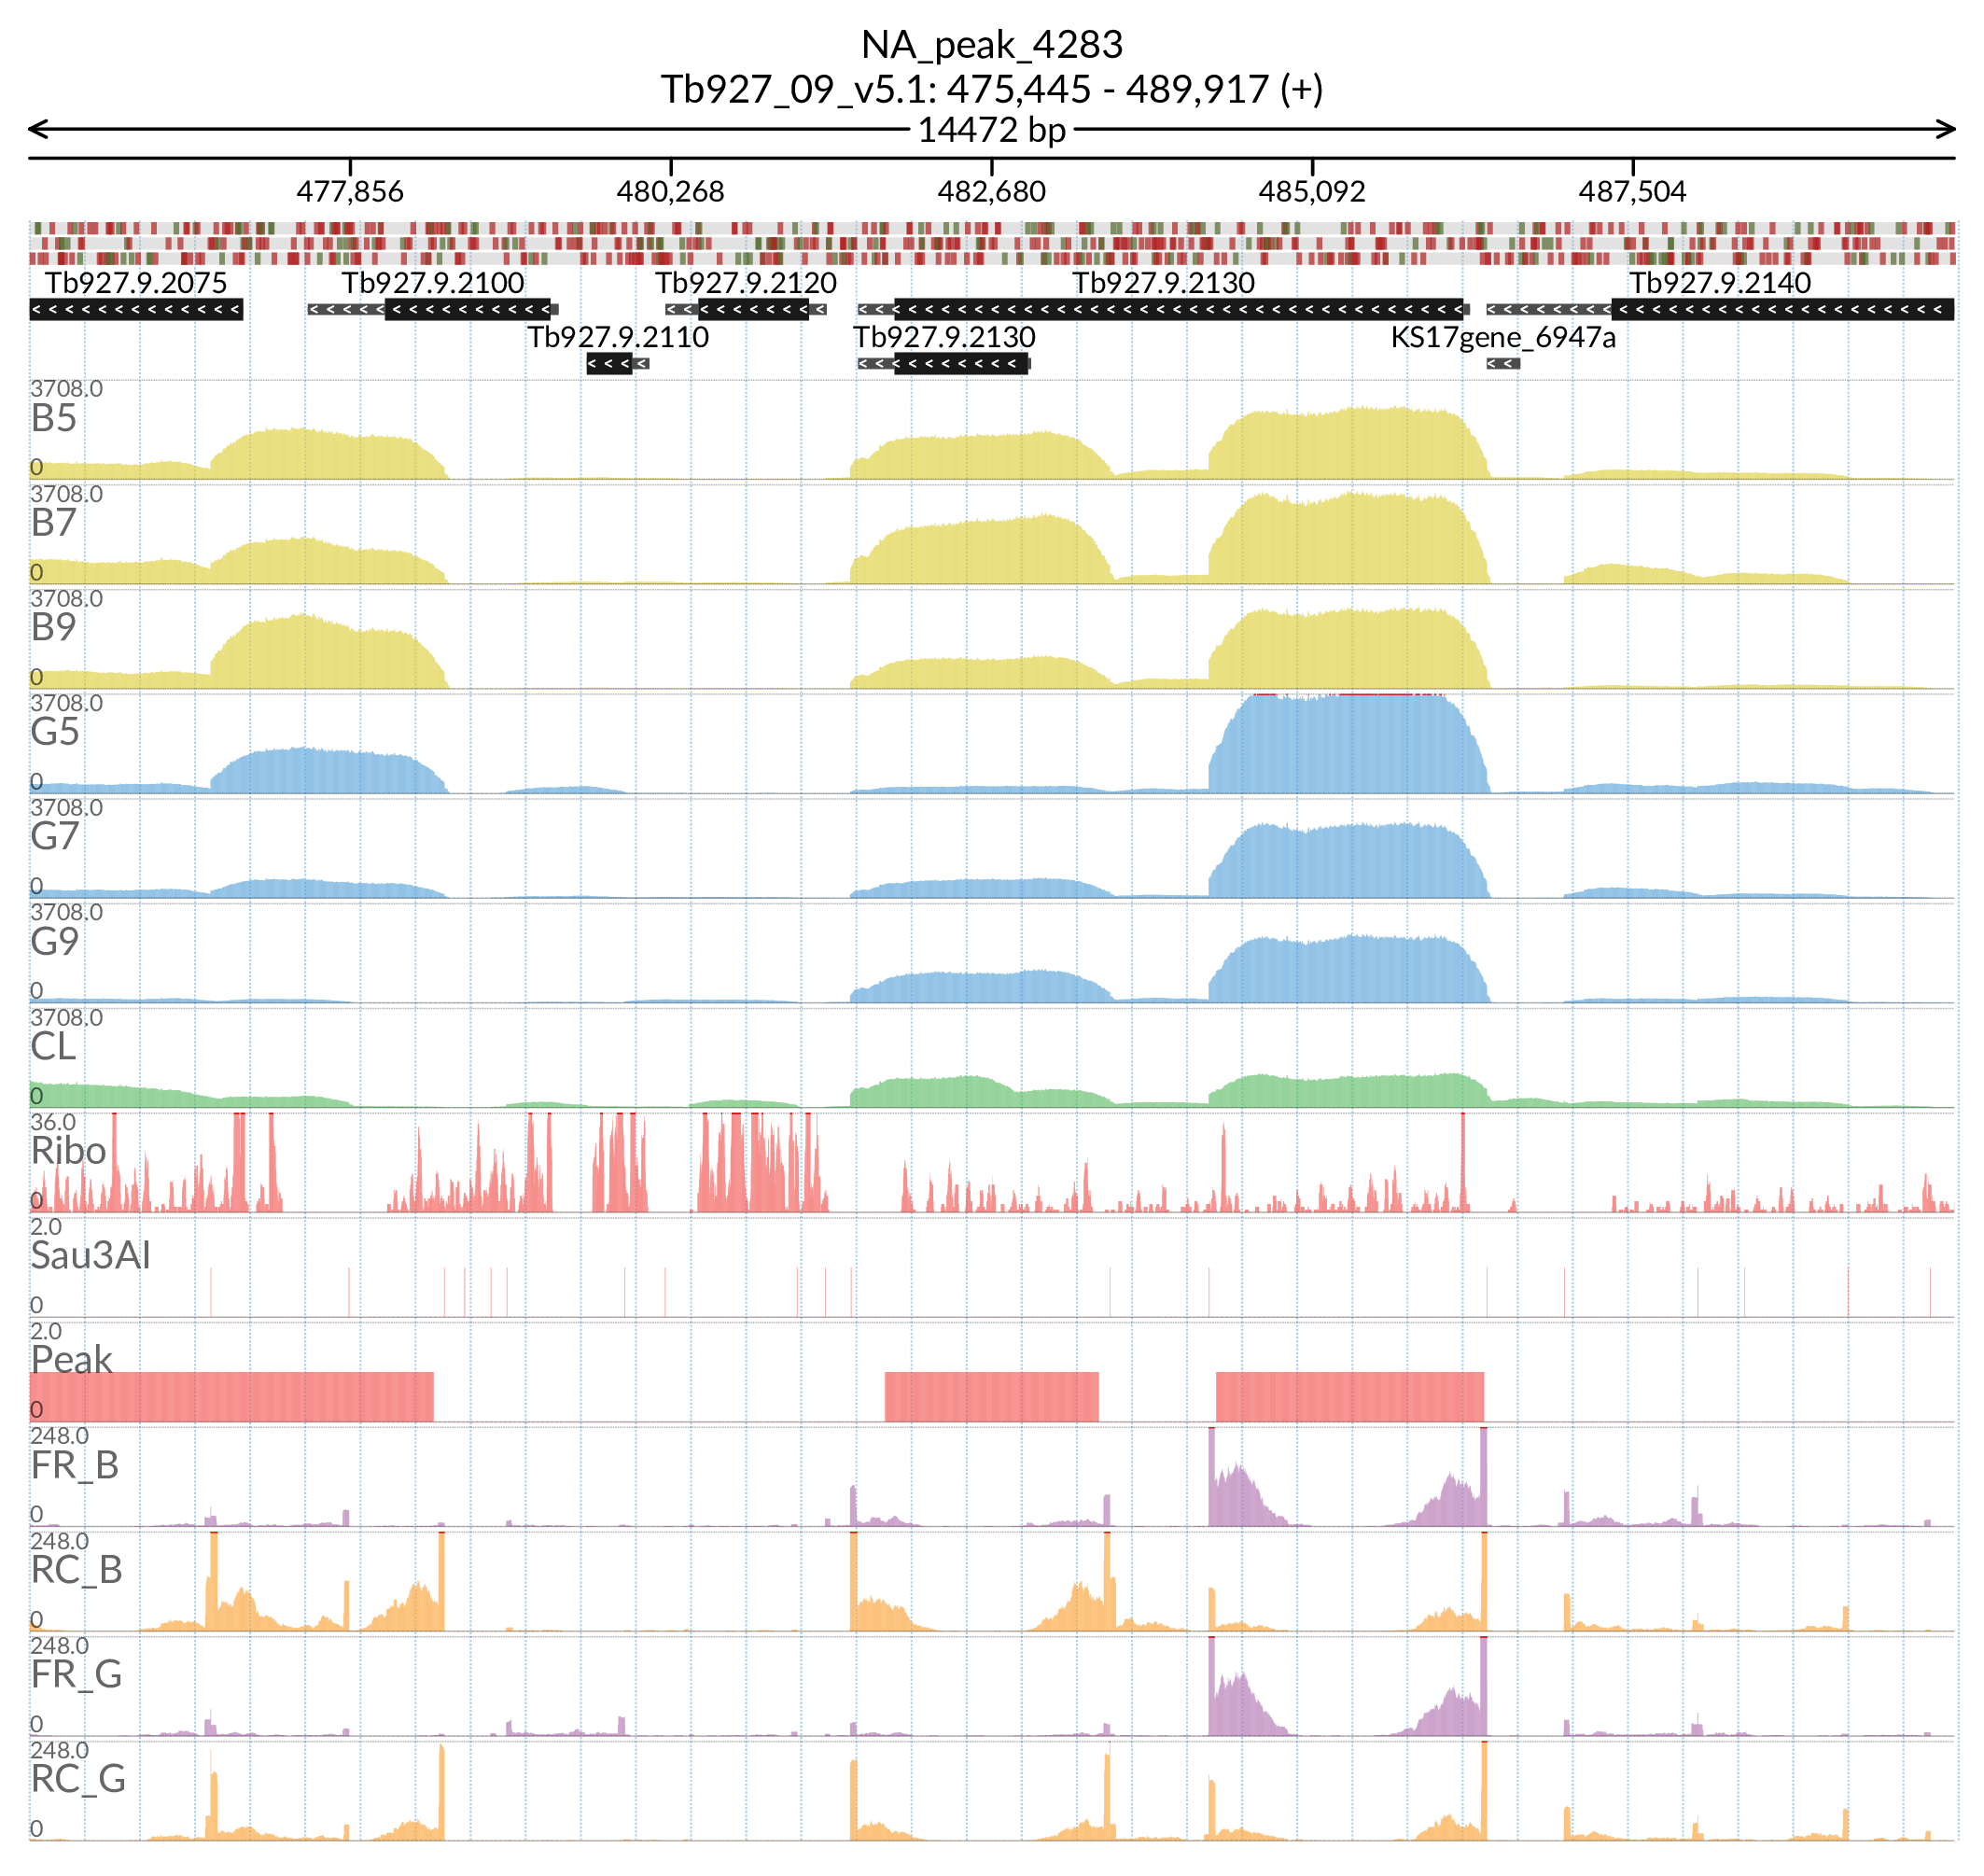 NA_peak_4283
Tb927_09_v5.1: 475,445 - 489,917 (+)
14472 bp
477,856 480,268 482,680 485,092 487,504
Tb927.9.2075 Tb927.9.2100 Tb927.9.2120 Tb927.9.2130 Tb927.9.2140
Tb927.9.2110 Tb927.9.2130 KS17gene_6947a
3708.0
B5
0
3708.0
B7
0
3708.0
B9
0
3708.0
G5
0
3708.0
G7
0
3708.0
G9
0
3708.0
CL
0
36.0
Ribo
0
2.0
Sau3AI
0
2.0
Peak
0
248.0
FR_B
0
248.0
RC_B
0
248.0
FR_G
0
248.0
RC_G
0